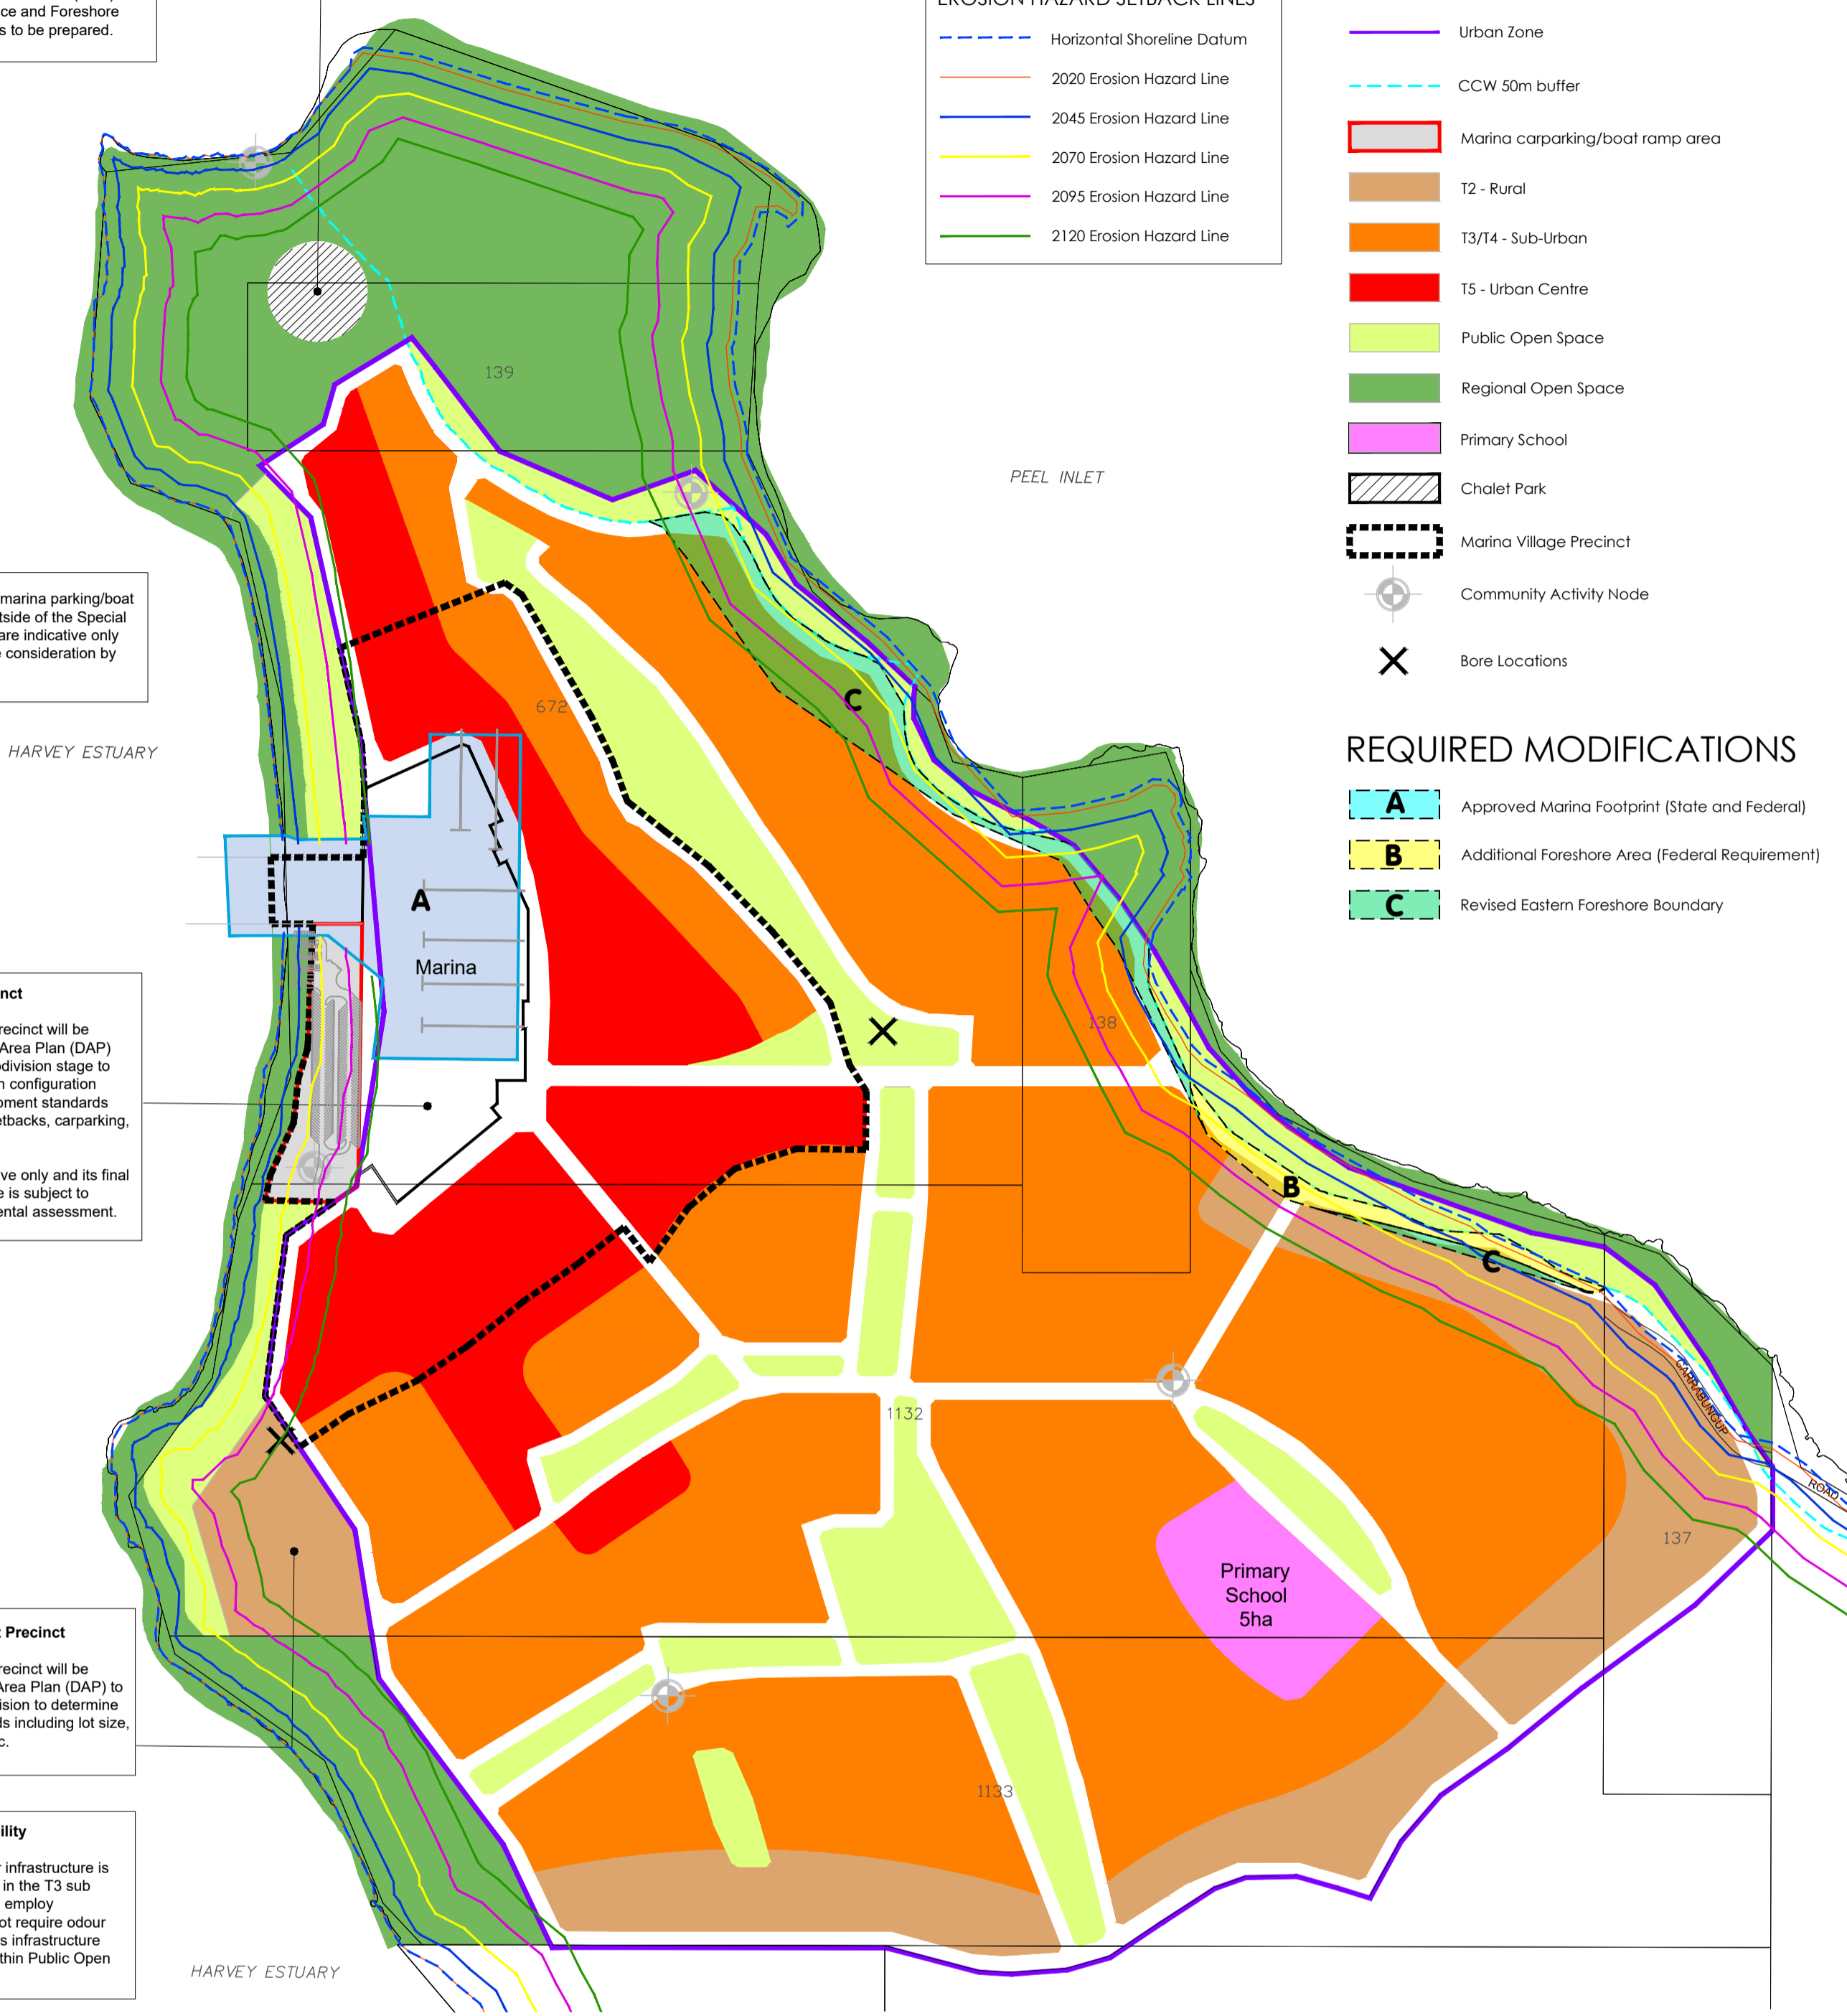 ce and Foreshore
s to be prepared.
EROSION HAZARD SETBACK LINES
Horizontal Shoreline Datum
2020 Erosion Hazard Line
2045 Erosion Hazard Line
2070 Erosion Hazard Line
2095 Erosion Hazard Line
2120 Erosion Hazard Line
Urban Zone
CCW 50m buffer
Marina carparking/boat ramp area
T2 - Rural
T3/T4 - Sub-Urban
T5 - Urban Centre
Public Open Space
Regional Open Space
Primary School
Chalet Park
Marina Village Precinct
Community Activity Node
Bore Locations
REQUIRED MODIFICATIONS
A Approved Marina Footprint (State and Federal)
B Additional Foreshore Area (Federal Requirement)
C Revised Eastern Foreshore Boundary
139
PEEL INLET
marina parking/boat
tside of the Special
are indicative only
e consideration by
672
C
HARVEY ESTUARY
A
Marina
nct
recinct will be
Area Plan (DAP)
bdivision stage to
n configuration
pment standards
etbacks, carparking,
ve only and its final
e is subject to
ental assessment.
138
B
C
CARRABUNGUP
ROAD
1132
137
Primary
School
5ha
t Precinct
recinct will be
Area Plan (DAP) to
ision to determine
ds including lot size,
c.
1133
ility
r infrastructure is
in the T3 sub
employ
ot require odour
s infrastructure
thin Public Open
HARVEY ESTUARY